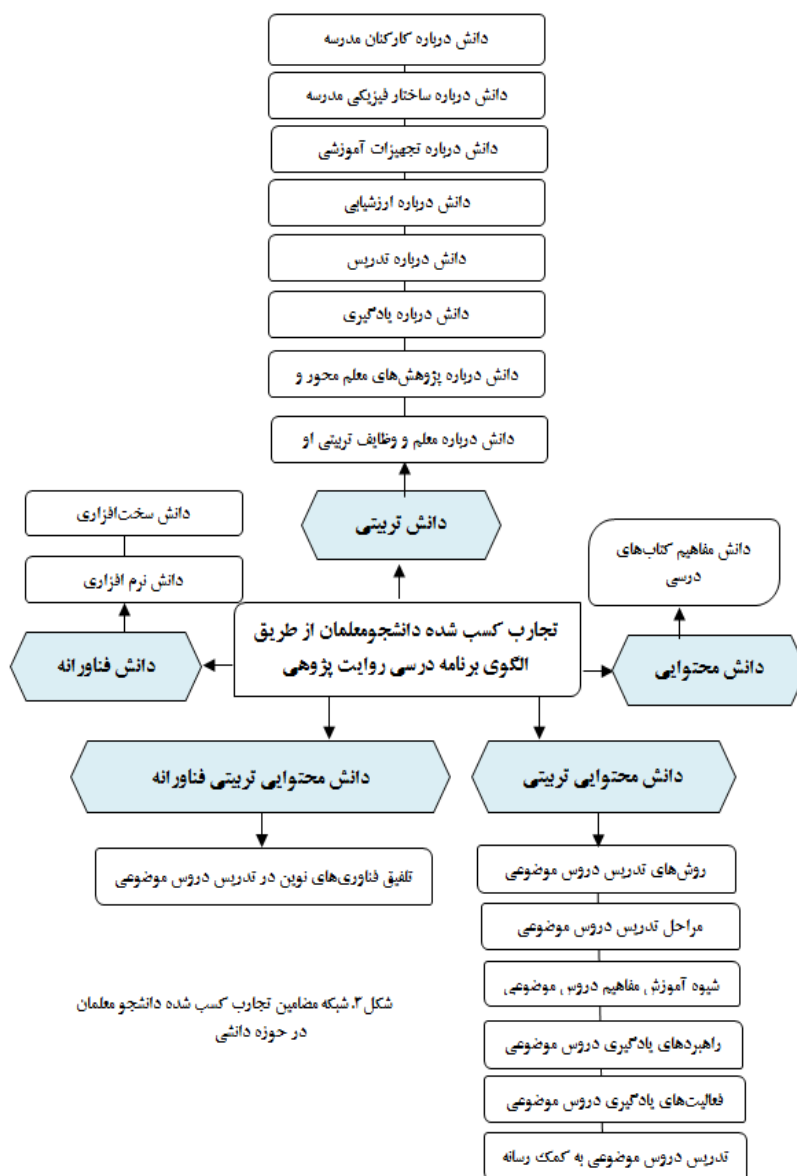 دانش درباره کارکنان مدرسه
دانش درباره ساختار فیزیکی مدرسه
دانش درباره تجهیزات آموزشی
دانش درباره ارزشیابی
دانش درباره تدریس
دانش درباره یادگیری
دانش درباره پژوهش‌های معلم محور و
دانش درباره معلم و وظایف تربیتی او
دانش تربیتی
دانش مفاهیم کتاب‌های
درسی
دانش محتوایی
دانش سخت‌افزاری
دانش نرم افزاری
دانش فناورانه
تجارب کسب شده دانشجومعلمان از طریق
الگوی برنامه درسی روایت پژوهی
دانش محتوایی تربیتی
روش‌های تدریس دروس موضوعی
مراحل تدریس دروس موضوعی
شیوه آموزش مفاهیم دروس موضوعی
راهبردهای یادگیری دروس موضوعی
فعالیت‌های یادگیری دروس موضوعی
تدریس دروس موضوعی به کمک رسانه
دانش محتوایی تربیتی فناورانه
تلفیق فناوری‌های نوین در تدریس دروس موضوعی
شکل۳. شبکه مضامین تجارب کسب شده دانشجو معلمان
در حوزه دانشی